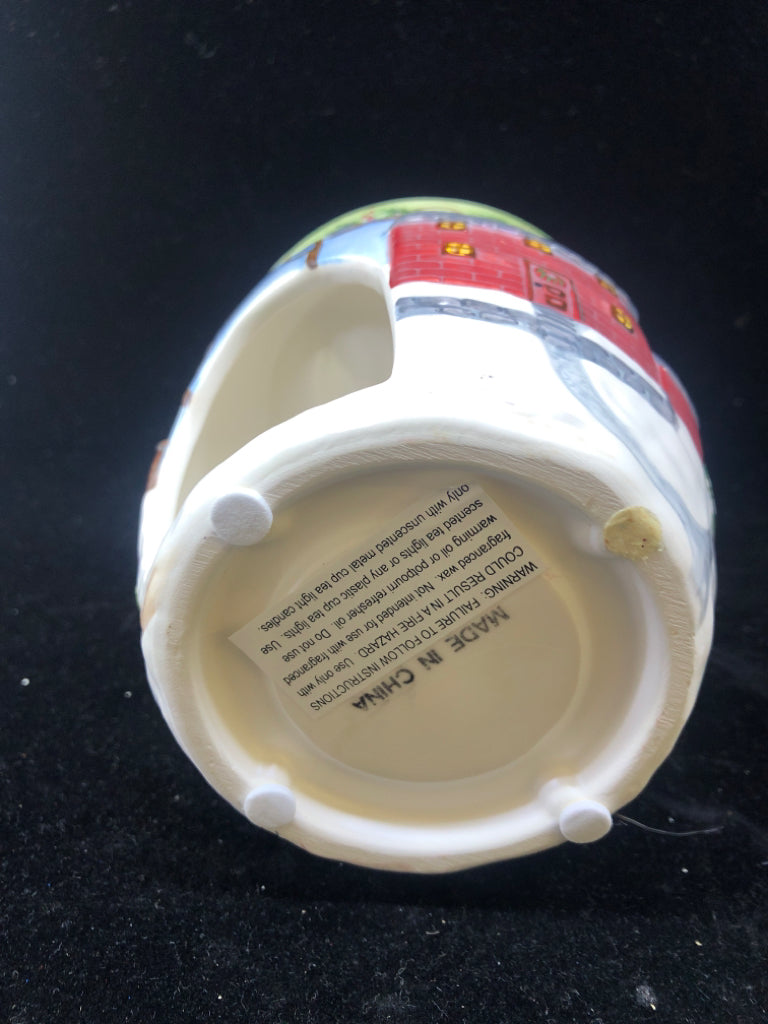 WARNING: FAILURE TO FOLLOW INSTRUCTIONS
COULD RESULT IN A FIRE HAZARD. Use only with
fragranced wax. Not intended for use with fragranced
warming oil or potpourri refresher oil. Do not use
scented tea lights or any plastic cup tea lights. Use
only with unscented metal cup tea light candles.
MADE IN CHINA